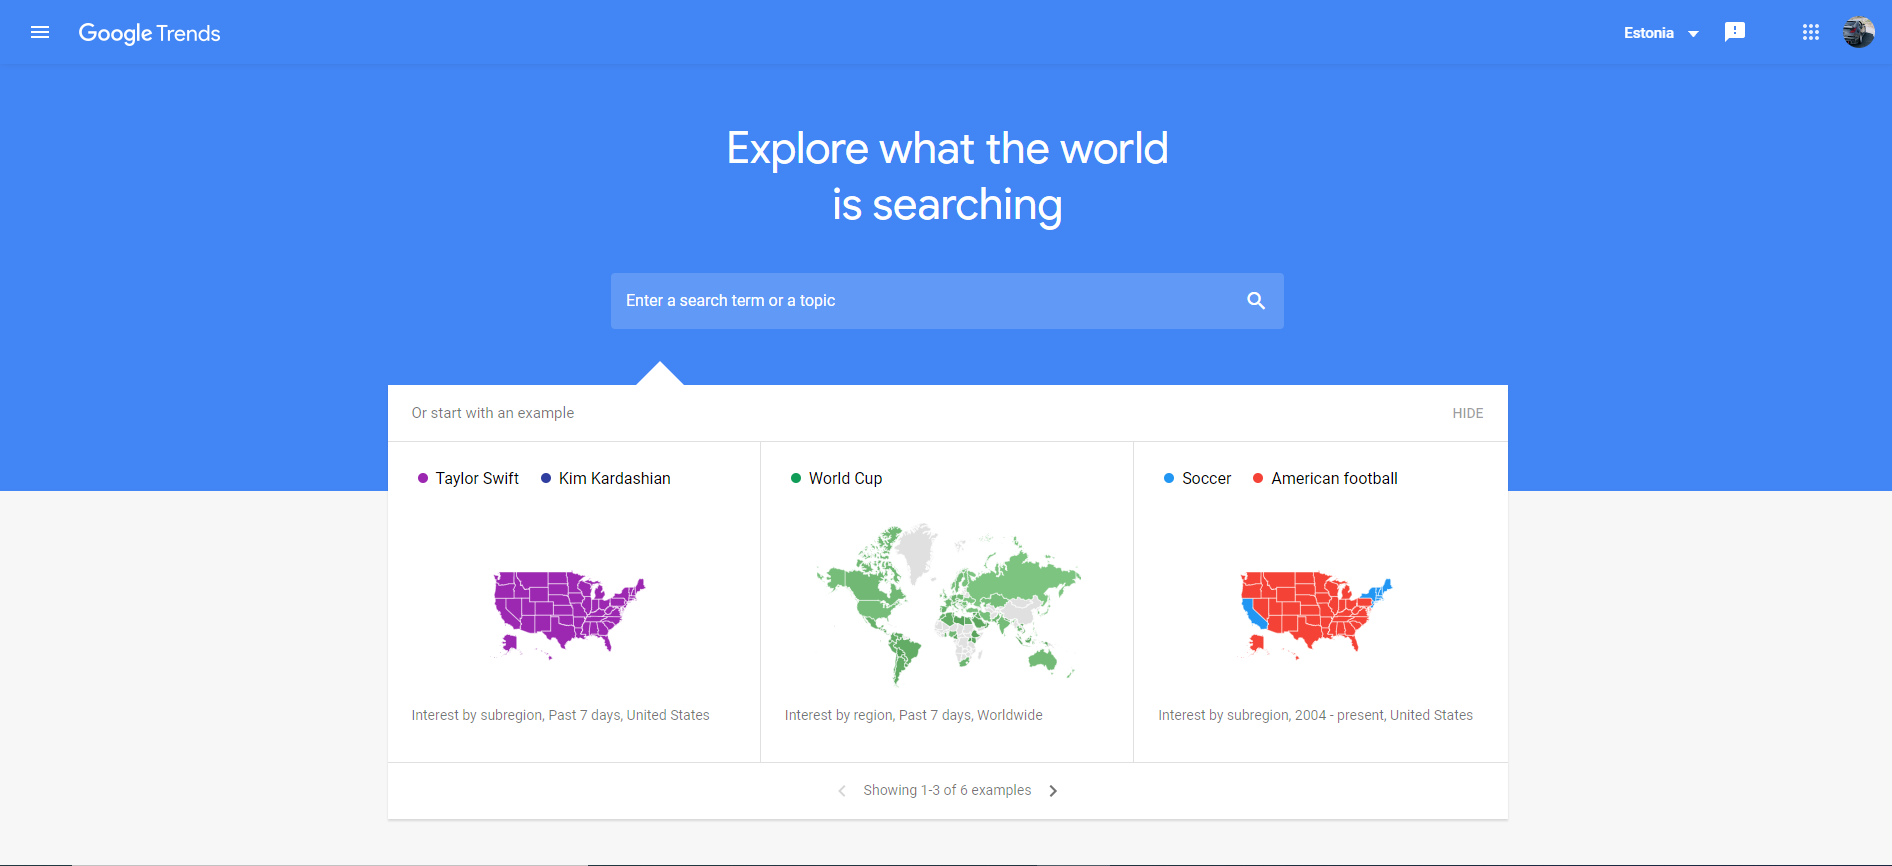 Google Trends
Estonia
Explore what the world
is searching
Enter a search term or a topic
Or start with an example
HIDE
Taylor Swift
Kim Kardashian
World Cup
Soccer
American football
Interest by subregion, Past 7 days, United States
Interest by region, Past 7 days, Worldwide
Interest by subregion, 2004 - present, United States
Showing 1-3 of 6 examples